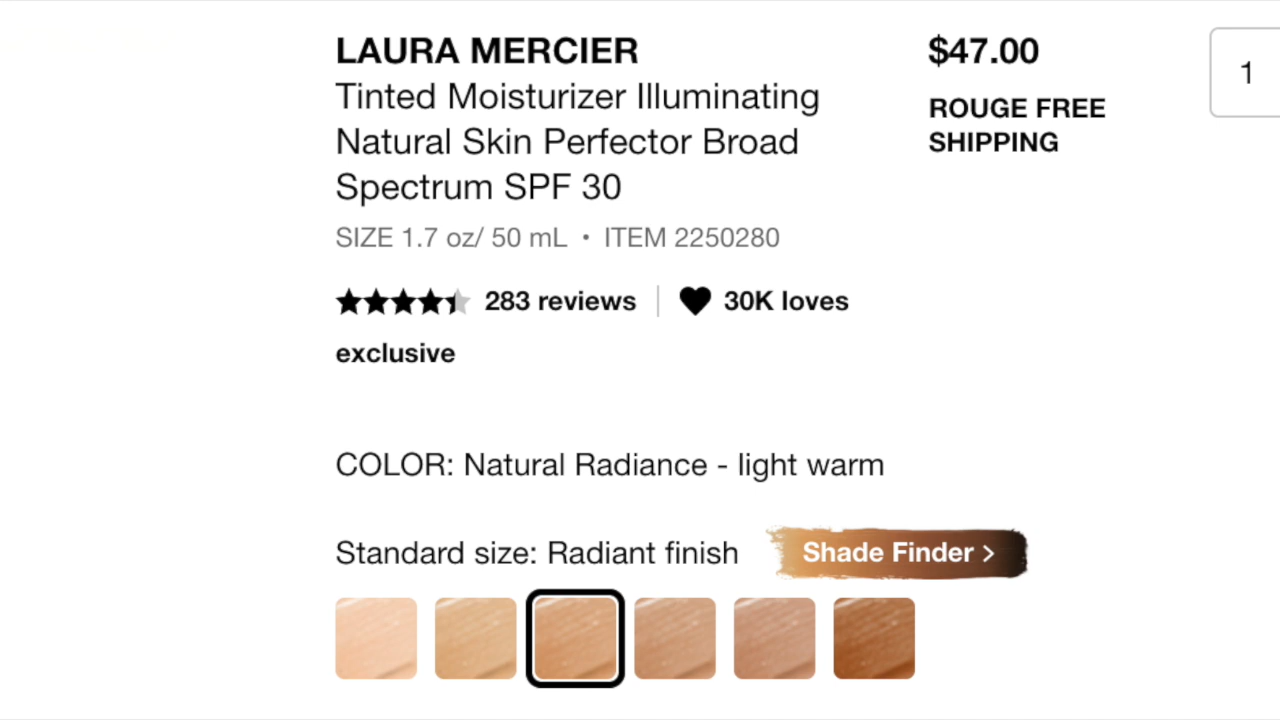 LAURA MERCIER
Tinted Moisturizer Illuminating
Natural Skin Perfector Broad
Spectrum SPF 30
SIZE 1.7 oz/ 50 mL • ITEM 2250280
283 reviews
30K loves
exclusive
$47.00
ROUGE FREE
SHIPPING
1
COLOR: Natural Radiance - light warm
Standard size: Radiant finish
Shade Finder >